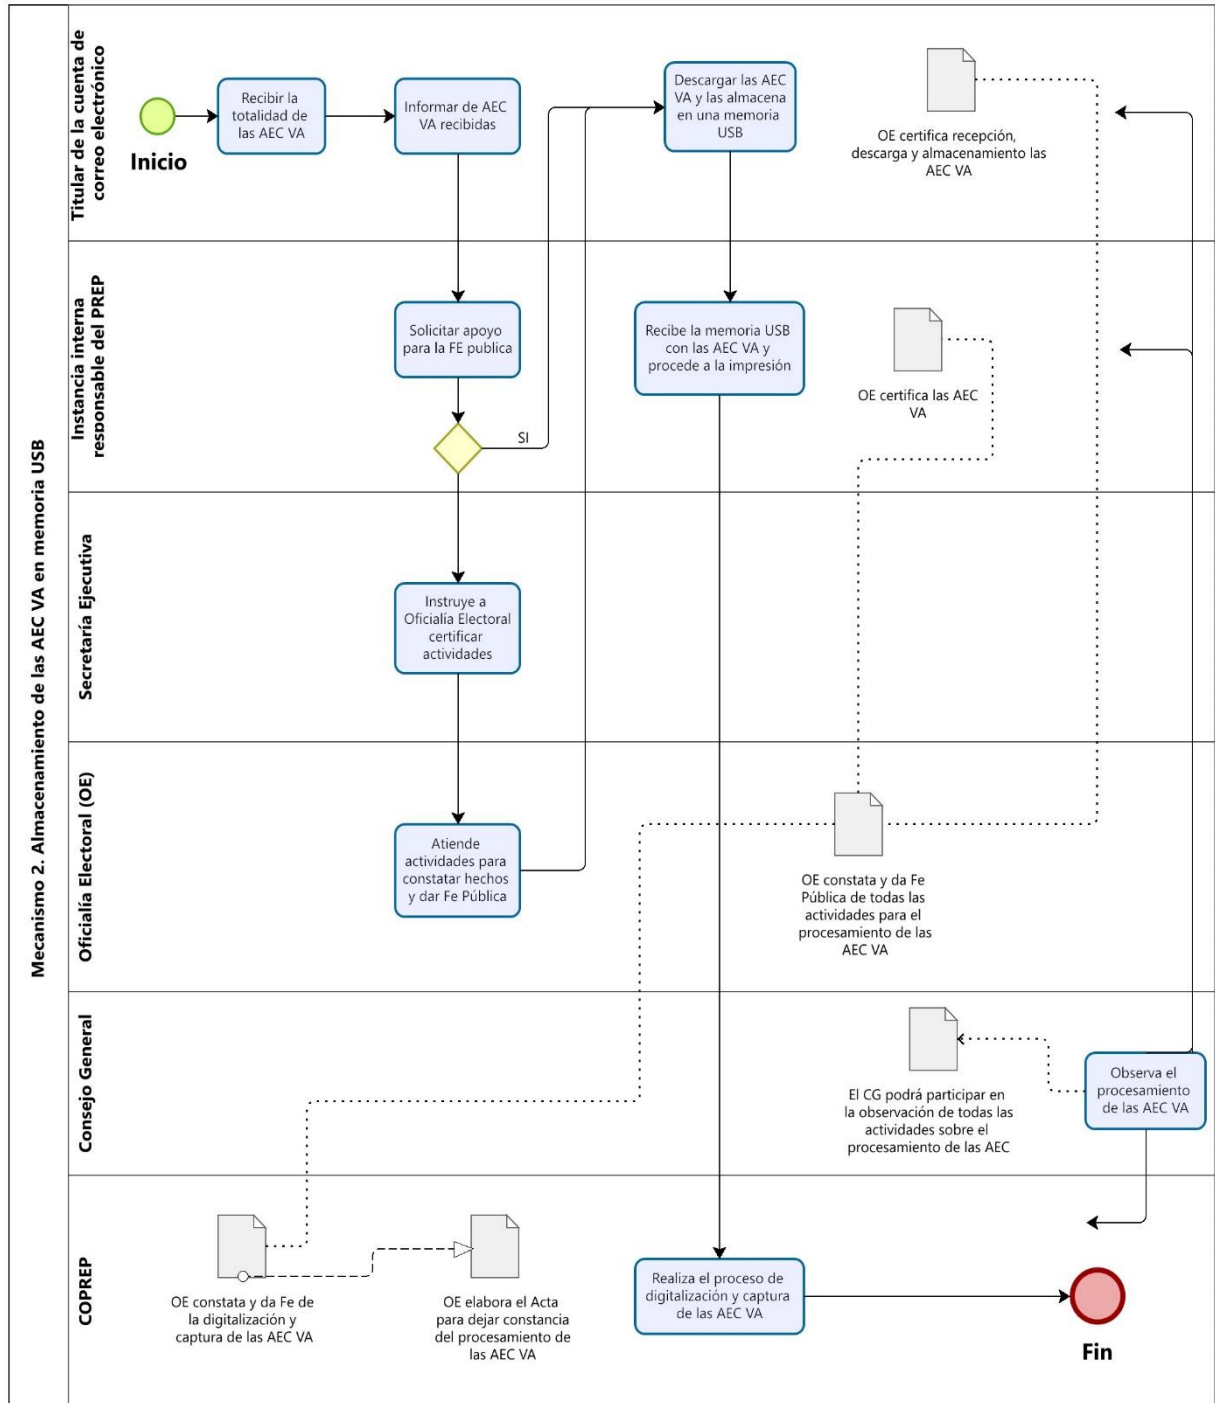 Mecanismo 2. Almacenamiento de las AEC VA en memoria USB
Titular de la cuenta de
correo electrónico
Inicio
Recibir la
totalidad de
las AEC VA
Informar de AEC
VA recibidas
Descargar las AEC
VA y las almacena
en una memoria
USB
OE certifica recepción,
descarga y almacenamiento las
AEC VA
Instancia interna
responsable del PREP
Solicitar apoyo
para la FE publica
SI
Recibe la memoria USB
con las AEC VA y
procede a la impresión
OE certifica las AEC
VA
Secretaría Ejecutiva
Instruye a
Oficialía Electoral
certificar
actividades
Oficialía Electoral (OE)
Atiende
actividades para
constatar hechos
y dar Fe Pública
OE constata y da Fe
Pública de todas las
actividades para el
procesamiento de las
AEC VA
Consejo General
El CG podrá participar en
la observación de todas las
actividades sobre el
procesamiento de las AEC
Observa el
procesamiento
de las AEC VA
COPREP
OE constata y da Fe de
la digitalización y
captura de las AEC VA
OE elabora el Acta
para dejar constancia
del procesamiento de
las AEC VA
Realiza el proceso de
digitalización y captura
de las AEC VA
Fin